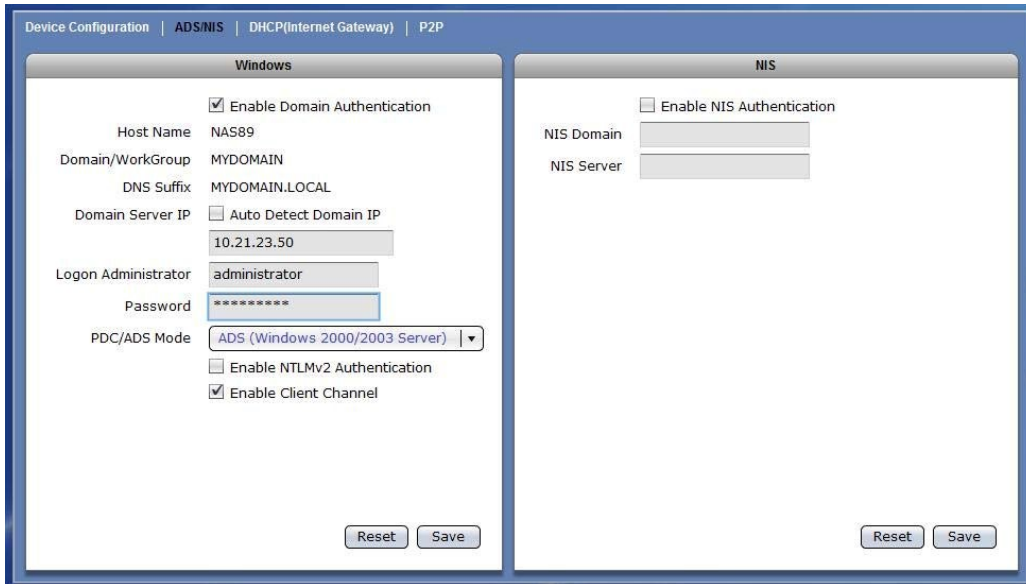 Device Configuration | ADS/NIS | DHCP(Internet Gateway) | P2P
Windows
Enable Domain Authentication
Host Name NAS89
Domain/WorkGroup MYDOMAIN
DNS Suffix MYDOMAIN.LOCAL
Domain Server IP Auto Detect Domain IP
10.21.23.50
Logon Administrator administrator
Password *********
PDC/ADS Mode ADS (Windows 2000/2003 Server)
Enable NTLMv2 Authentication
Enable Client Channel
Reset Save
NIS
Enable NIS Authentication
NIS Domain
NIS Server
Reset Save